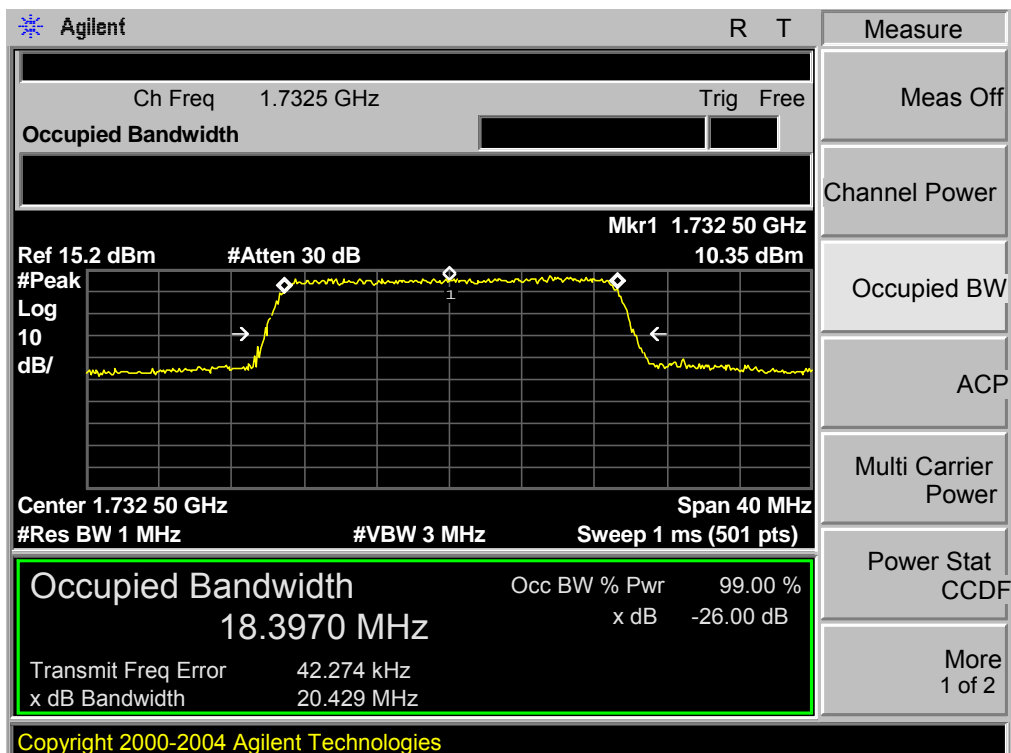 Agilent R T
Measure
Ch Freq 1.7325 GHz Trig Free
Occupied Bandwidth
Meas Off
Channel Power
Mkr1 1.732 50 GHz
Ref 15.2 dBm #Atten 30 dB 10.35 dBm
#Peak
Log
10
dB/
1
Occupied BW
ACP
Multi Carrier
Power
Center 1.732 50 GHz Span 40 MHz
#Res BW 1 MHz #VBW 3 MHz Sweep 1 ms (501 pts)
Occupied Bandwidth Occ BW % Pwr 99.00 %
18.3970 MHz x dB -26.00 dB
Transmit Freq Error 42.274 kHz
x dB Bandwidth 20.429 MHz
Power Stat
CCDF
More
1 of 2
Copyright 2000-2004 Agilent Technologies